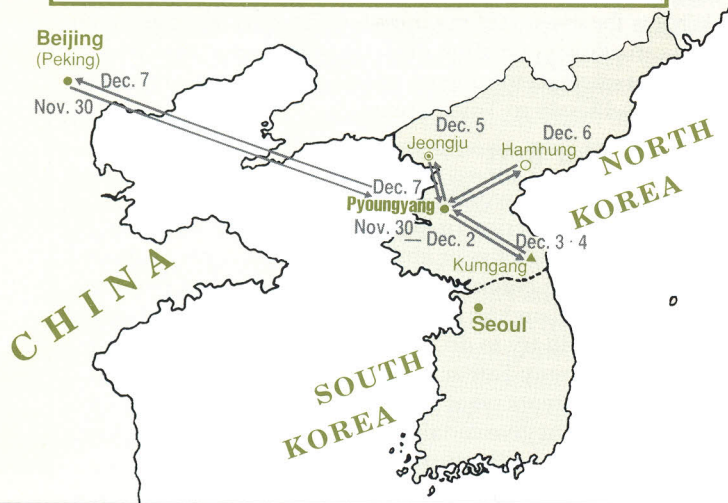 Beijing
(Peking)
Dec. 7
Nov. 30
Dec. 5
Jeongju
Dec. 6
Hamhung
NORTH
KOREA
Dec. 7
Pyoungyang
Nov. 30
— Dec. 2
Dec. 3 · 4
Kumgang
CHINA
Seoul
SOUTH
KOREA